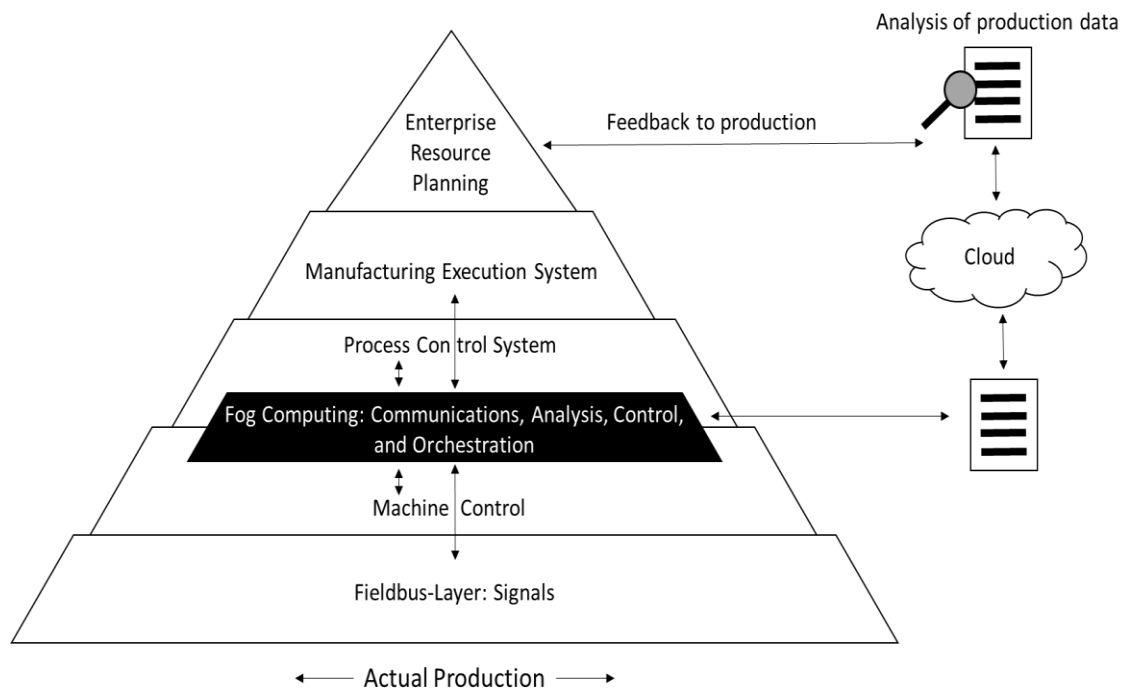 Analysis of production data
Enterprise
Resource
Planning
Feedback to production
Manufacturing Execution System
Cloud
Process Control System
Fog Computing: Communications, Analysis, Control,
and Orchestration
Machine Control
Fieldbus-Layer: Signals
Actual Production